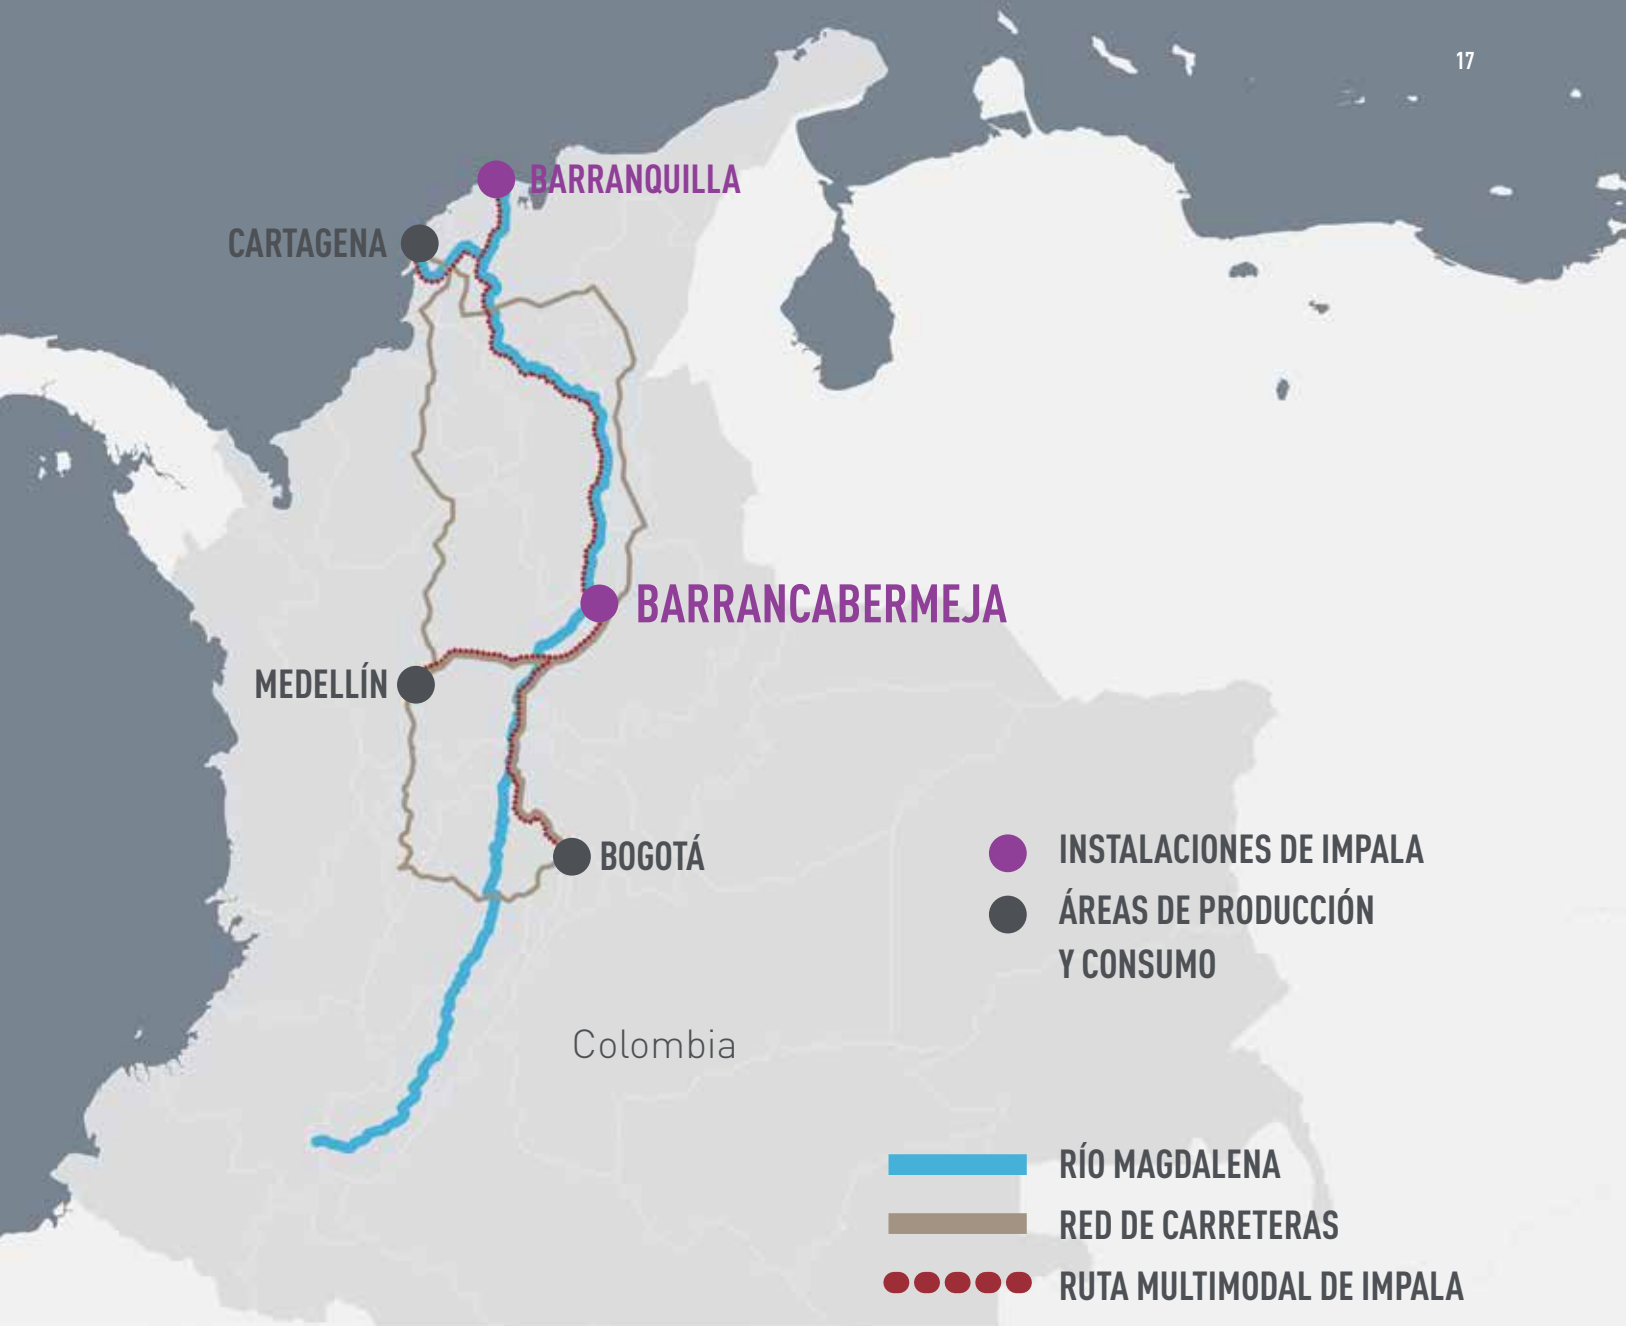 17
BARRANQUILLA
CARTAGENA
BARRANCABERMEJA
MEDELLÍN
BOGOTÁ
INSTALACIONES DE IMPALA
ÁREAS DE PRODUCCIÓN
Y CONSUMO
Colombia
RÍO MAGDALENA
RED DE CARRETERAS
RUTA MULTIMODAL DE IMPALA